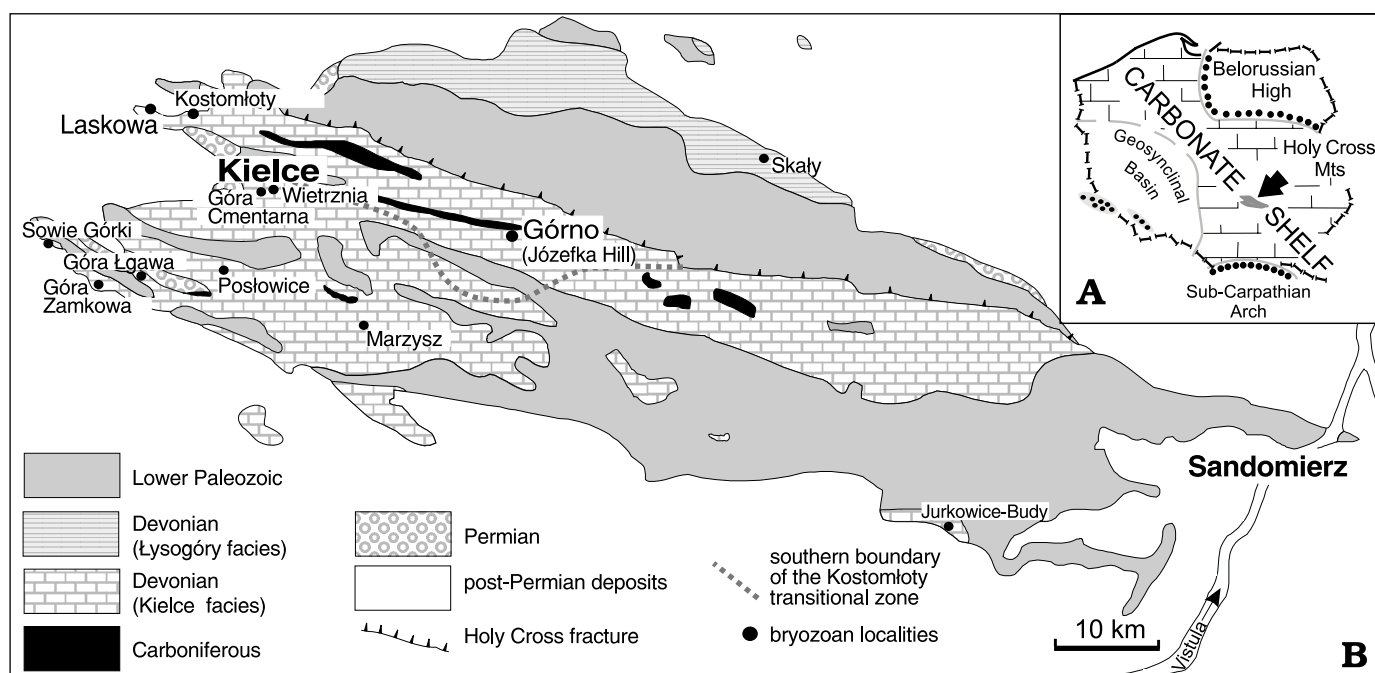 Kostomłoty
Laskowa
Kielce
Wietrznia
Góra
Cmentarna
Sowie Górki
Góra Łgawa
Góra
Zamkowa
Posłowice
Marzysz
Górno
(Józefka Hill)
Skały
Jurkowice-Budy
Sandomierz
Vistula
CARBONATE
SHELF
Belorussian
High
Geosynclinal
Basin
Holy Cross
Mts
Sub-Carpathian
Arch
A
Lower Paleozoic
Devonian
(Łysogóry facies)
Devonian
(Kielce facies)
Carboniferous
Permian
post-Permian deposits
Holy Cross fracture
southern boundary
of the Kostomłoty
transitional zone
bryozoan localities
10 km
B